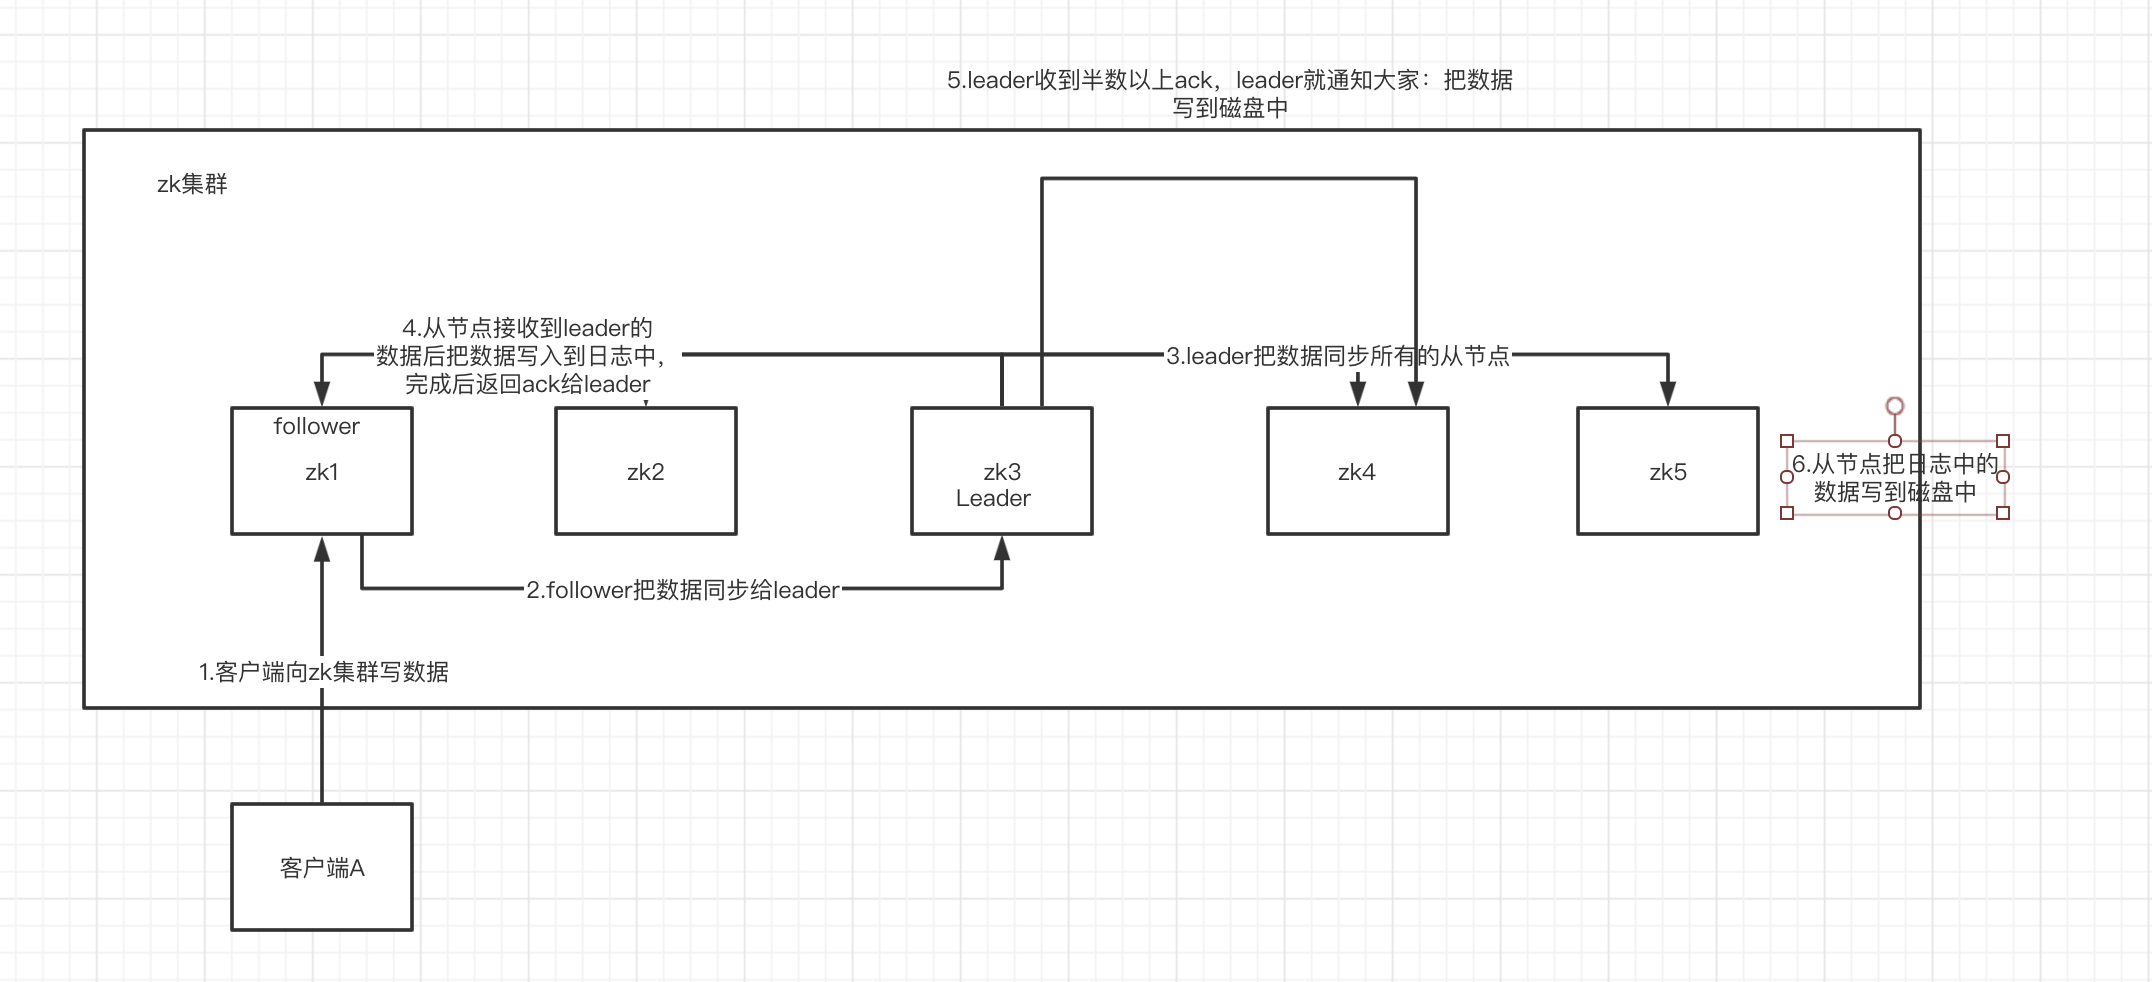 5.leader收到半数以上ack，leader就通知大家：把数据
写到磁盘中
zk集群
4.从节点接收到leader的
数据后把数据写入到日志中，
完成后返回ack给leader
3.leader把数据同步所有的从节点
follower
zk1
zk2
zk3
Leader
zk4
zk5
6.从节点把日志中的
数据写到磁盘中
2.follower把数据同步给leader
1.客户端向zk集群写数据
客户端A